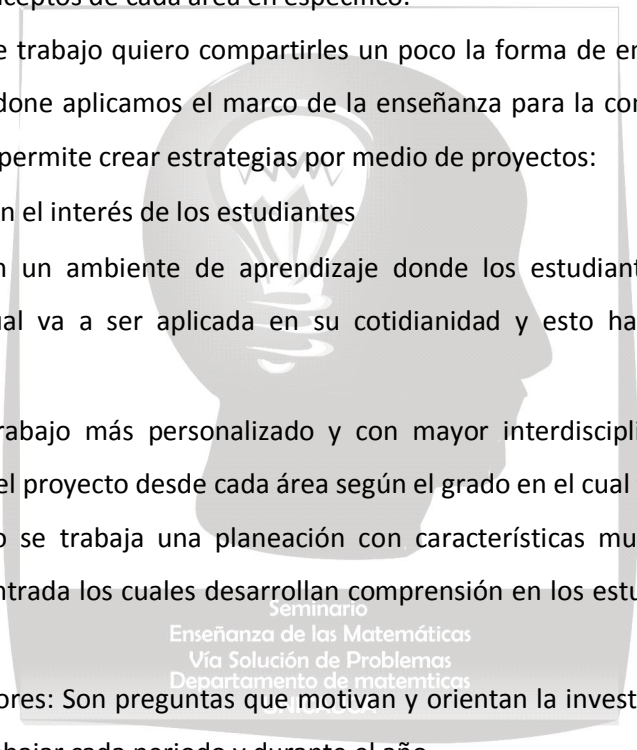 ceptos de cada área en específico.
e trabajo quiero compartirles un poco la forma de en
done aplicamos el marco de la enseñanza para la co
permite crear estrategias por medio de proyectos:
n el interés de los estudiantes
n un ambiente de aprendizaje donde los estudiant
ual va a ser aplicada en su cotidianidad y esto ha
rabajo más personalizado y con mayor interdiscipli
el proyecto desde cada área según el grado en el cual
o se trabaja una planeación con características mu
ntrada los cuales desarrollan comprensión en los estu
Seminario
Enseñanza de las Matemáticas
Vía Solución de Problemas
Departamento de matemticas
ores: Son preguntas que motivan y orientan la invest
bajar cada periodo y durante el año